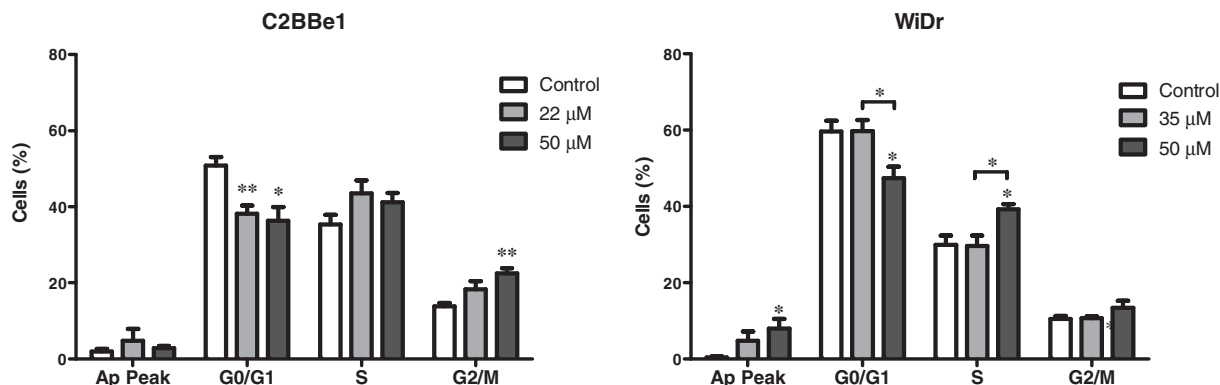 C2BBe1
80
60
40
20
0
Cells (%)
Control
22 μM
50 μM
** *
**
Ap Peak G0/G1 S G2/M
WiDr
80
60
40
20
0
Cells (%)
Control
35 μM
50 μM
*
*
*
*
*
*
Ap Peak G0/G1 S G2/M